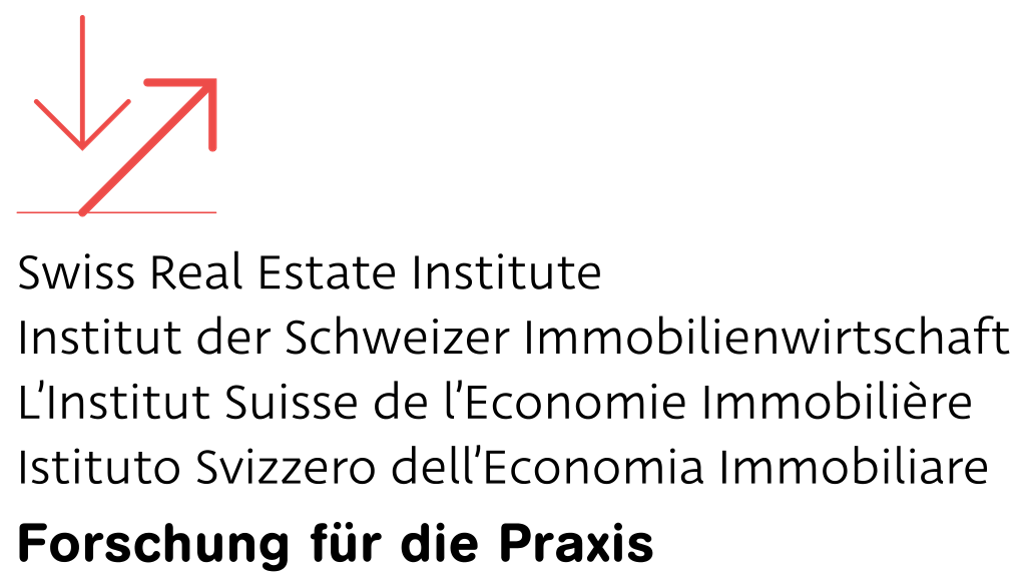 Swiss Real Estate Institute
Institut der Schweizer Immobilienwirtschaft
L’Institut Suisse de l’Economie Immobilière
Istituto Svizzero dell’Economia Immobiliare
Forschung für die Praxis